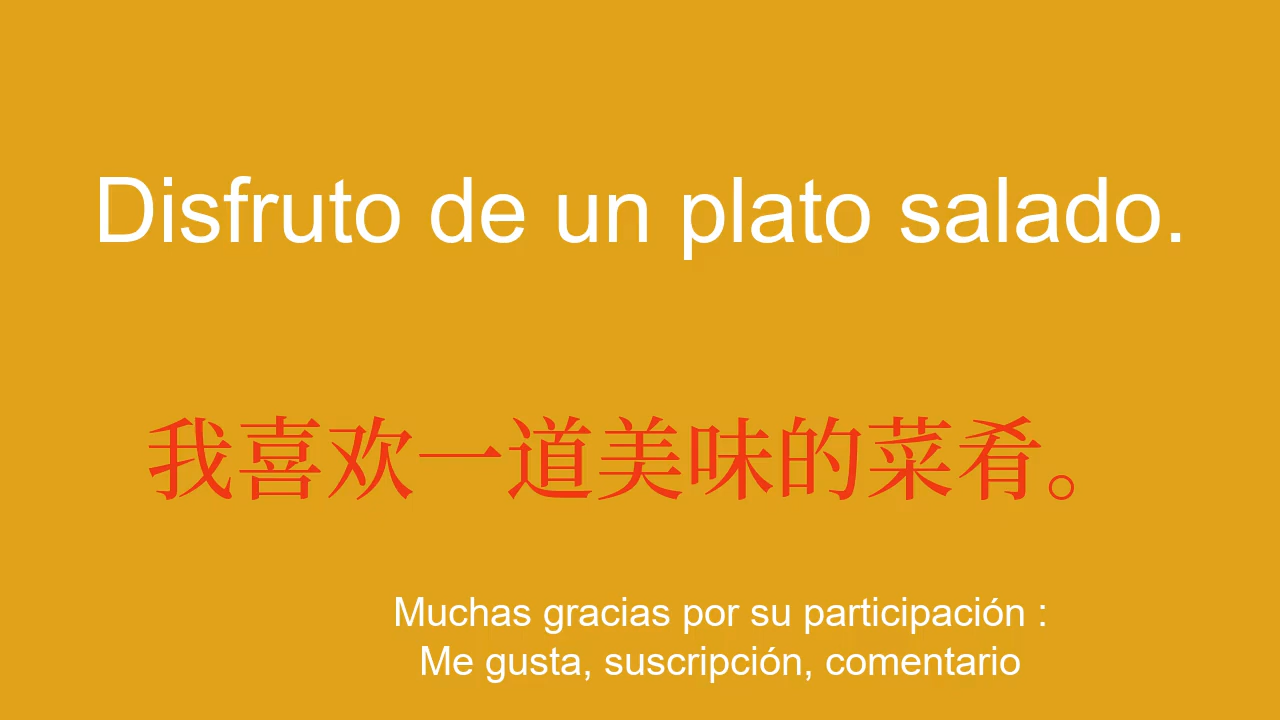 Disfruto de un plato salado.
我喜欢一道美味的菜肴。
Muchas gracias por su participación :
Me gusta, suscripción, comentario